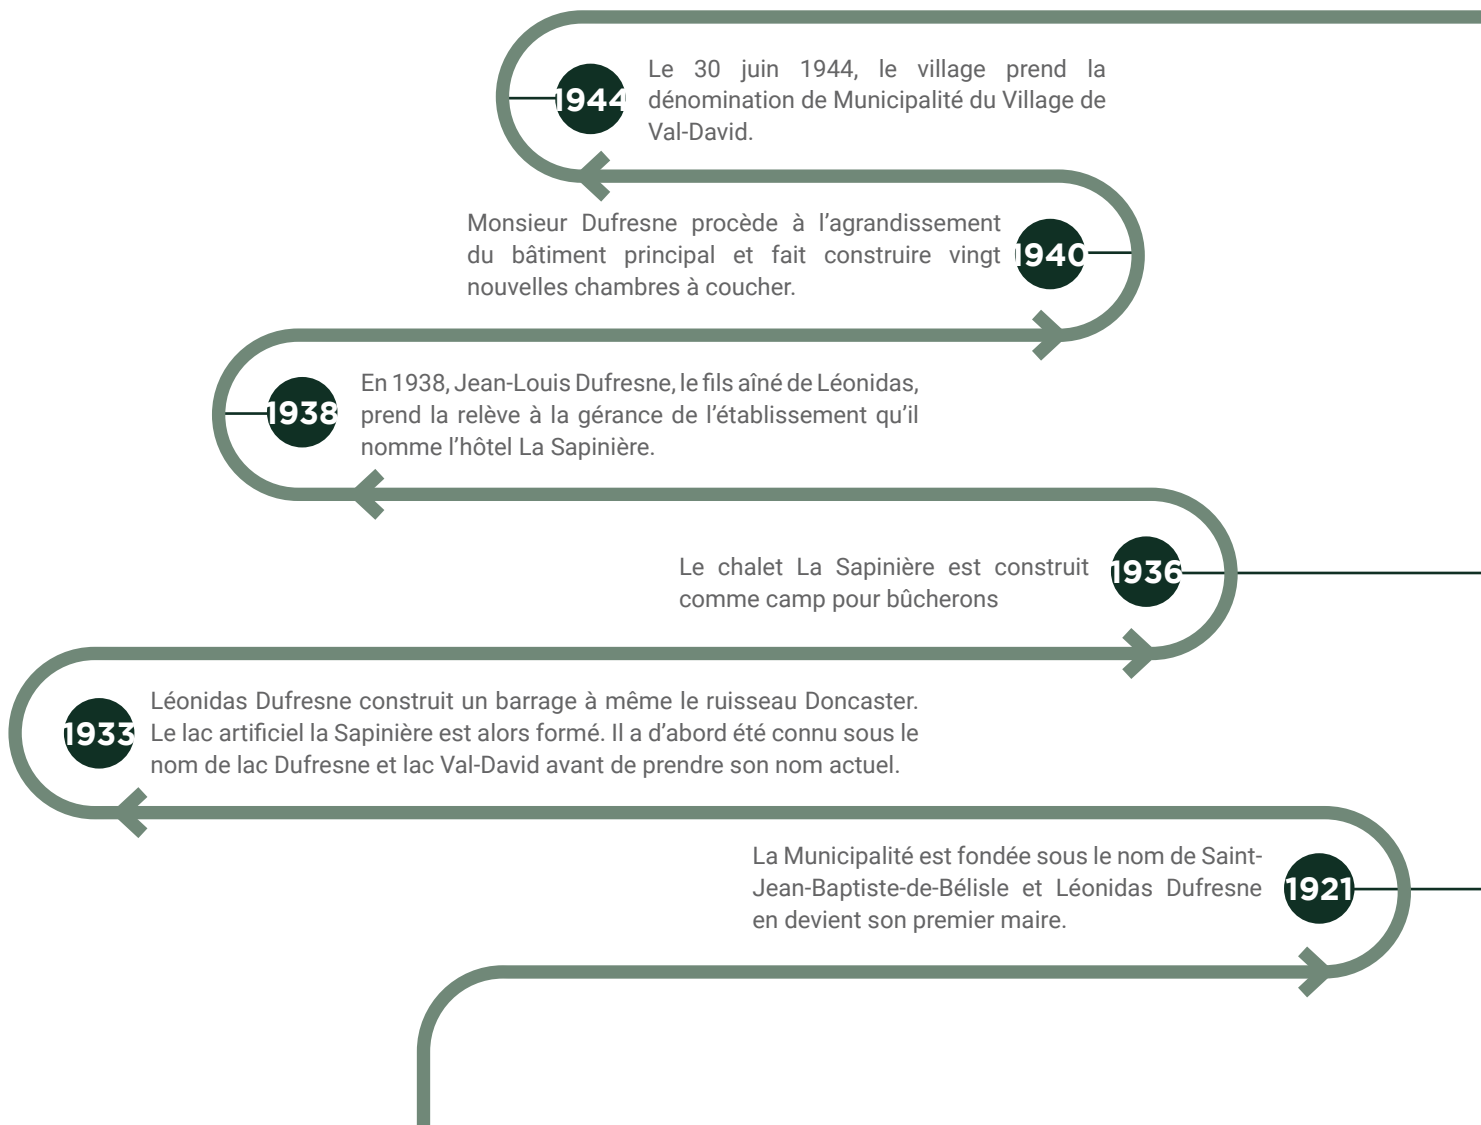 1944
Le 30 juin 1944, le village prend la
dénomination de Municipalité du Village de
Val-David.
Monsieur Dufresne procède à l’agrandissement
du bâtiment principal et fait construire vingt
nouvelles chambres à coucher.
1940
1938
En 1938, Jean-Louis Dufresne, le fils aîné de Léonidas,
prend la relève à la gérance de l’établissement qu’il
nomme l’hôtel La Sapinière.
Le chalet La Sapinière est construit
comme camp pour bûcherons
1936
1933
Léonidas Dufresne construit un barrage à même le ruisseau Doncaster.
Le lac artificiel la Sapinière est alors formé. Il a d’abord été connu sous le
nom de lac Dufresne et lac Val-David avant de prendre son nom actuel.
La Municipalité est fondée sous le nom de Saint-
Jean-Baptiste-de-Bélisle et Léonidas Dufresne
en devient son premier maire.
1921